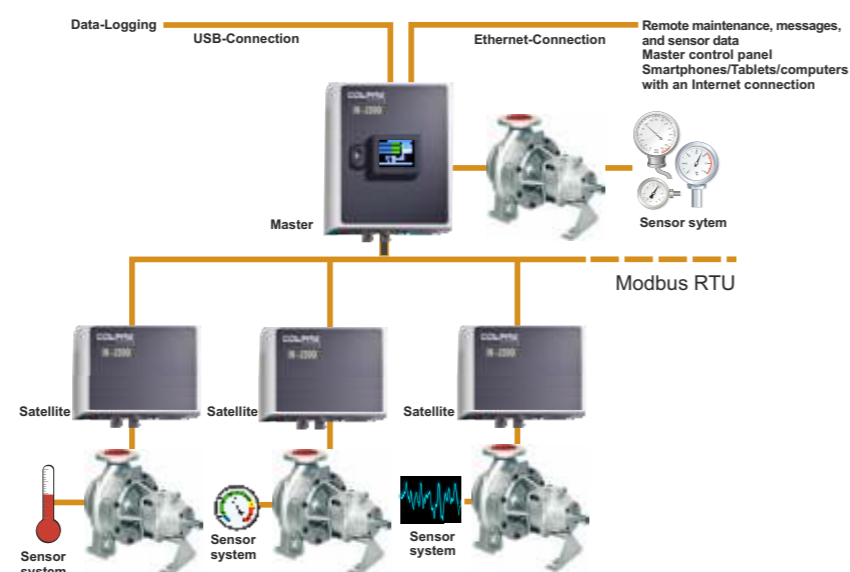 Data-Logging
USB-Connection
Ethernet-Connection
Remote maintenance, messages,
and sensor data
Master control panel
Smartphones/Tablets/computers
with an Internet connection
Master
Sensor sytem
Modbus RTU
Satellite
Satellite
Satellite
Sensor
system
Sensor
system
Sensor
system